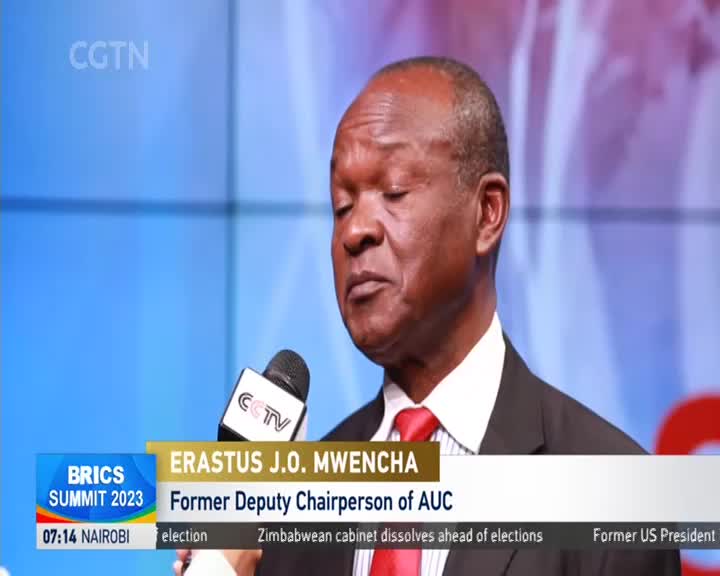 CGTN
CCTV
ERASTUS J.O. MWENCHA
BRICS
SUMMIT 2023
Former Deputy Chairperson of AUC
07:14 NAIROBI
f election Zimbabwean cabinet dissolves ahead of elections Former US President